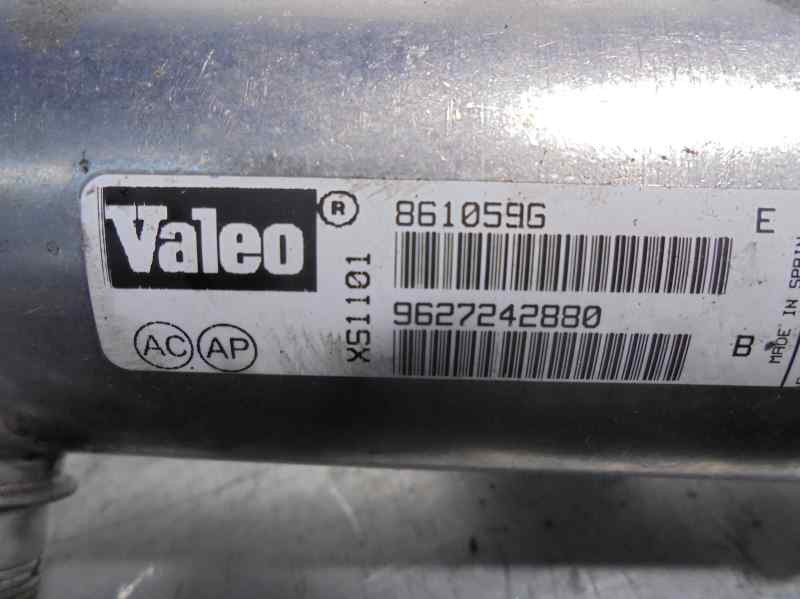 Valeo ®
AC AP
XS1101
861059G
9627242880
E
B
MADE IN SPAIN